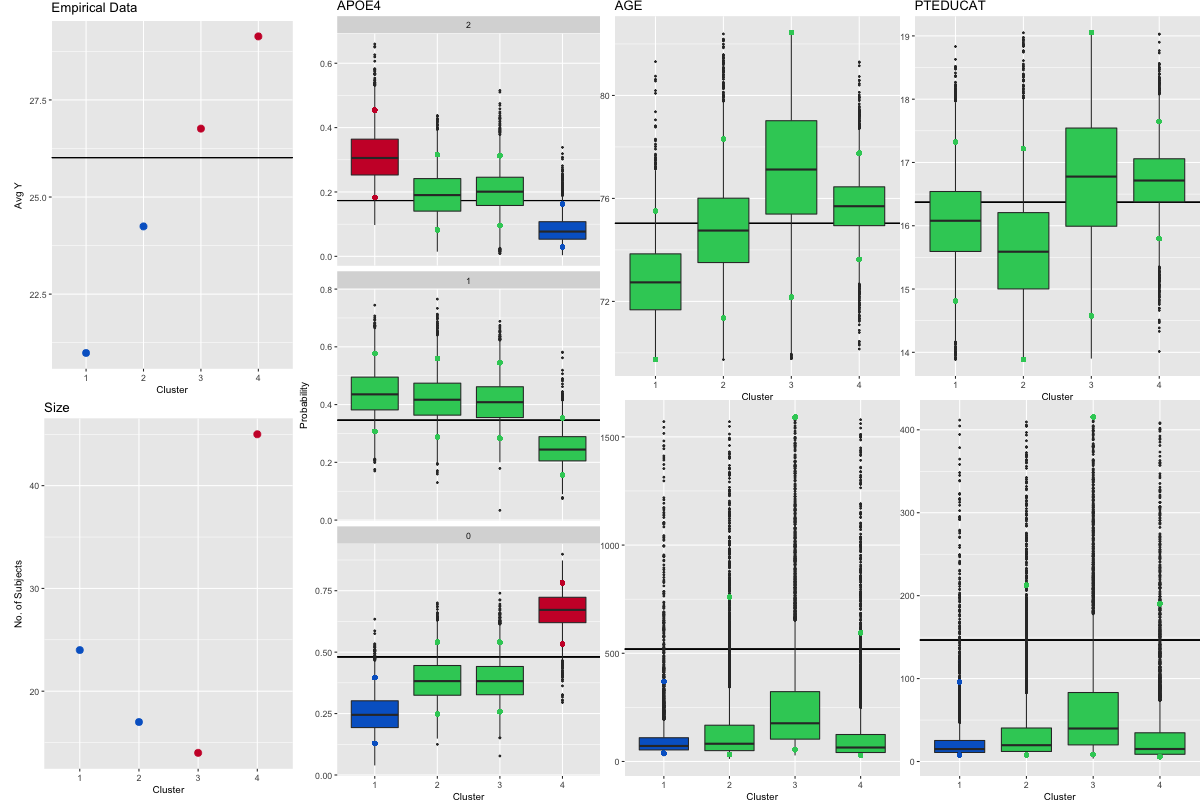 Empirical Data
Avg Y
27.5
25.0
22.5
1 2 3 4
Cluster
Size
No. of Subjects
40
30
20
1 2 3 4
Cluster
APOE4
Probability
2
0.6
0.4
0.2
0.0
1
0.8
0.6
0.4
0.2
0.0
0
0.75
0.50
0.25
0.00
1 2 3 4
Cluster
AGE
80
76
72
1 2 3 4
Cluster
1500
1000
500
0
1 2 3 4
Cluster
PTEDUCAT
19
18
17
16
15
14
1 2 3 4
Cluster
400
300
200
100
0
1 2 3 4
Cluster